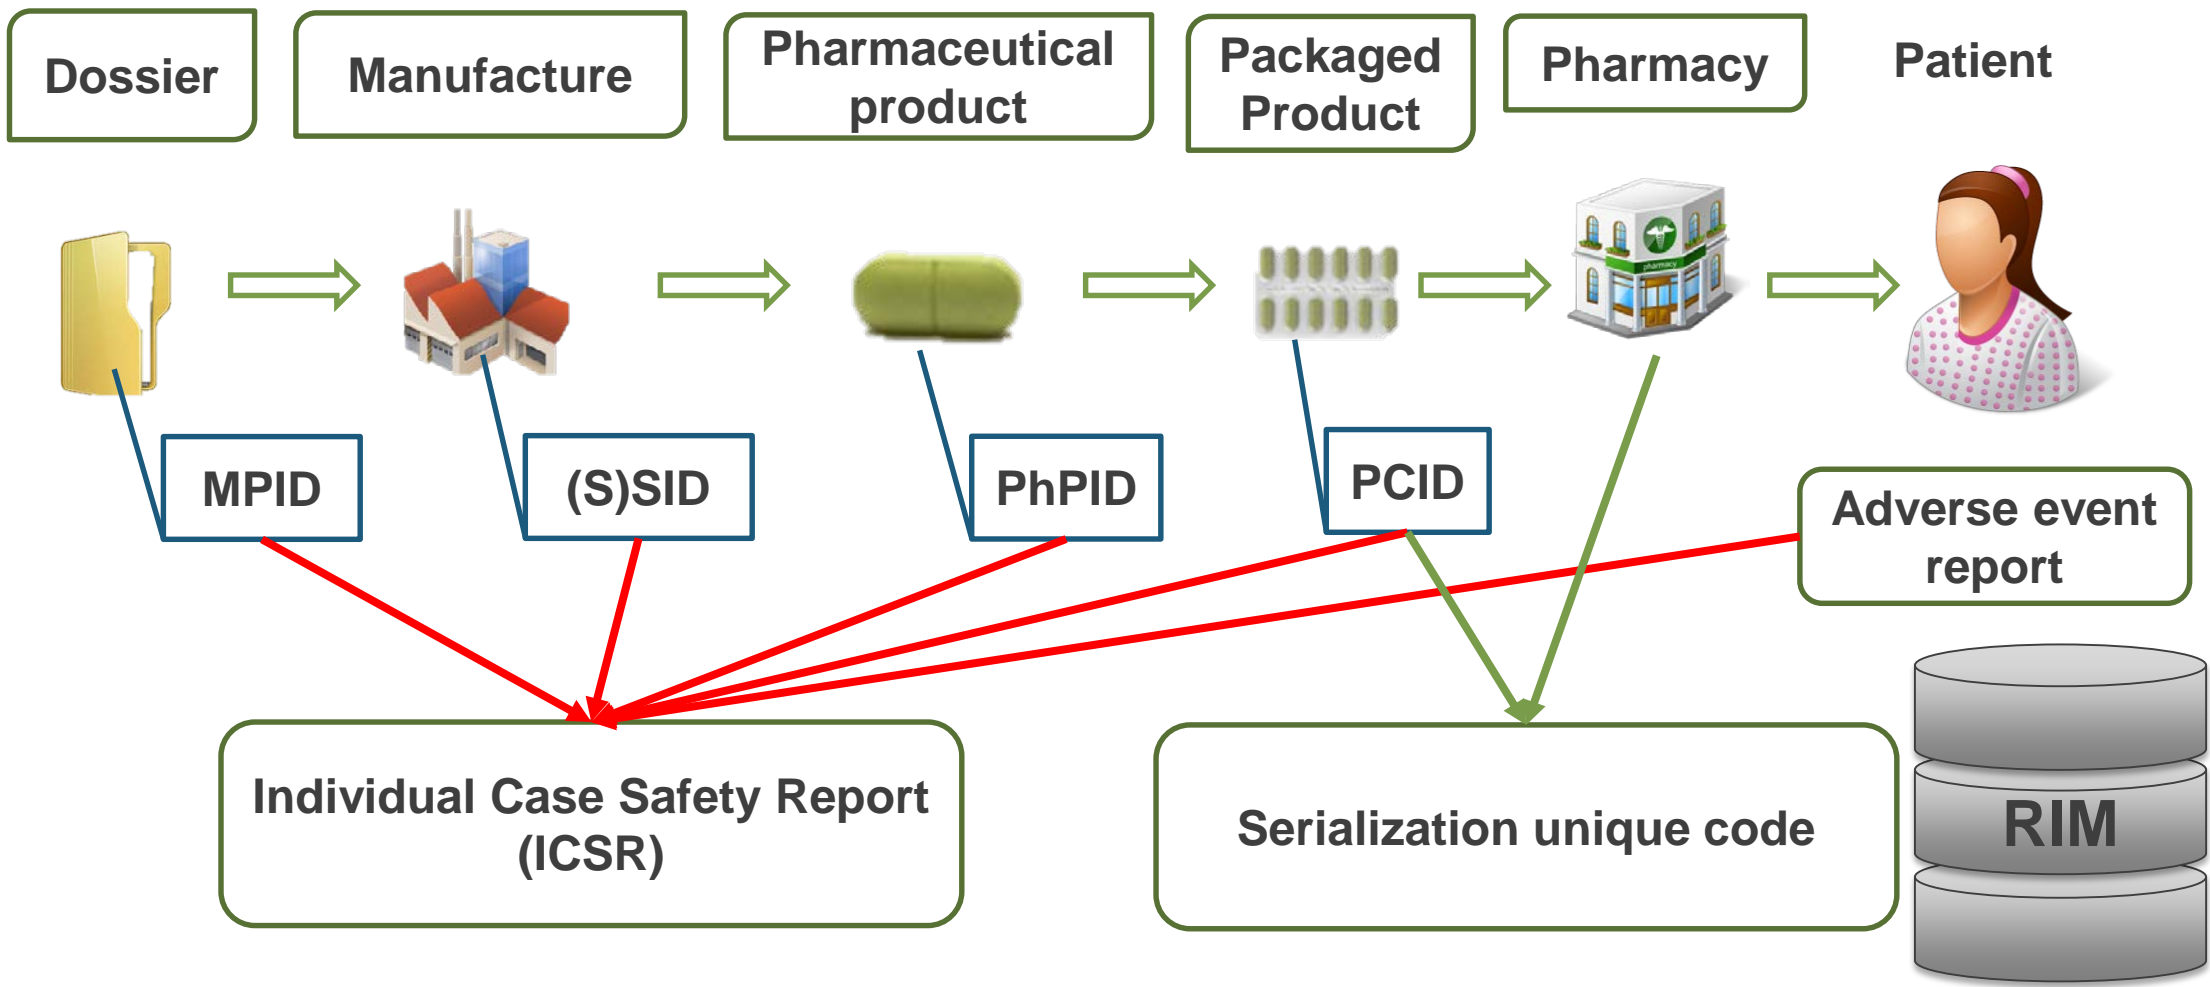 Dossier
Manufacture
Pharmaceutical
product
Packaged
Product
Pharmacy
Patient
pharmacy
MPID
(S)SID
PhPID
PCID
Adverse event
report
Individual Case Safety Report
(ICSR)
Serialization unique code
RIM